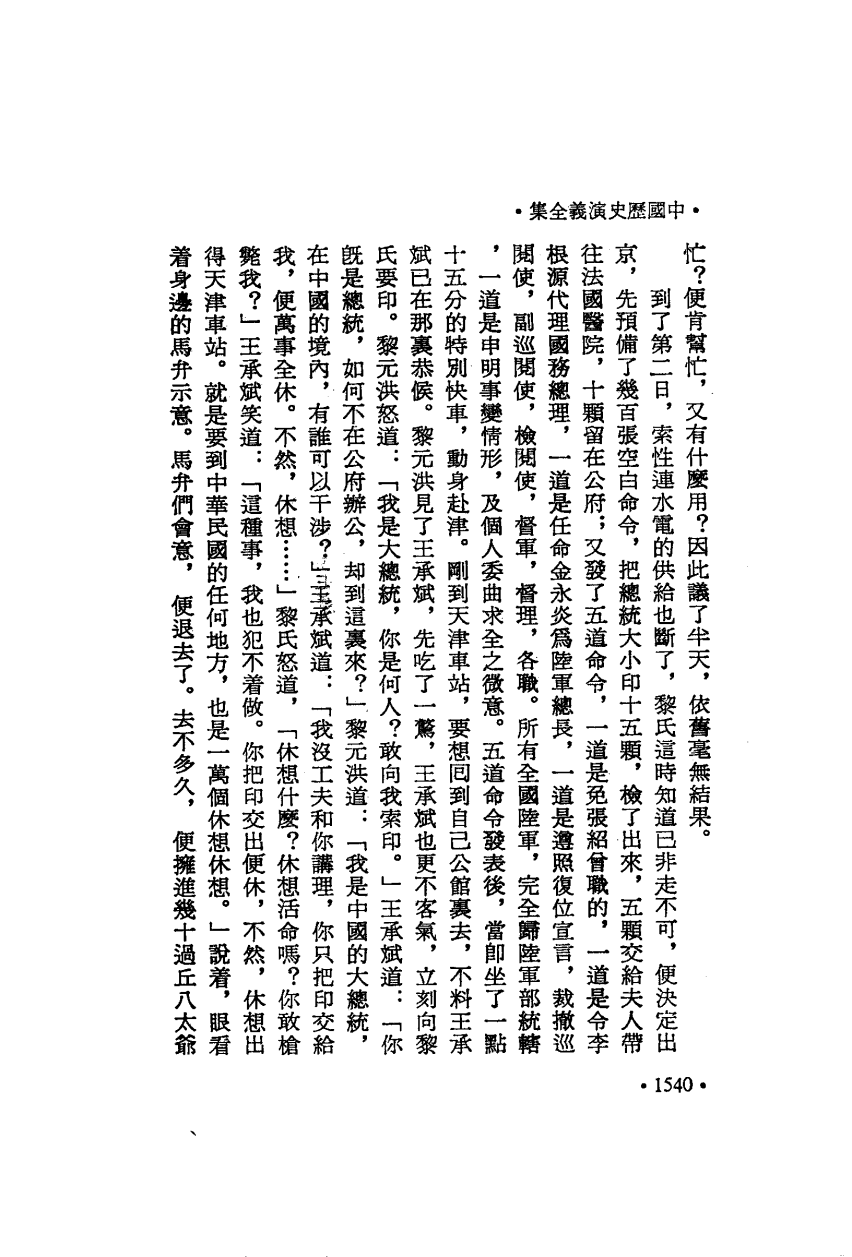 •中國歷史演義全集•
忙？便肯幫忙，又有什麼用？因此議了半天，依舊毫無結果。
到了第二日，索性連水電的供給也斷了，黎氏這時知道已非走不可，便決定出
京，先預備了幾百張空白命令，把總統大小印十五顆，檢了出來，五顆交給夫人帶
往法國醫院，十顆留在公府；又發了五道命令，一道是免張紹曾職的，一道是令李
根源代理國務總理，一道是任命金永炎爲陸軍總長，一道是遵照復位宣言，裁撤巡
閱使，副巡閱使，檢閱使，督軍，督理，各職。所有全國陸軍，完全歸陸軍部統轄
，一道是申明事變情形，及個人委曲求全之微意。五道命令發表後，當卽坐了一點
十五分的特別快車，動身赴津。剛到天津車站，要想回到自己公館裏去，不料王承
斌已在那裏恭候。黎元洪見了王承斌，先吃了一驚，王承斌也更不客氣，立刻向黎
氏要印。黎元洪怒道：「我是大總統，你是何人？敢向我索印。」王承斌道：「你
旣是總統，如何不在公府辦公，却到這裏來？」黎元洪道：「我是中國的大總統，
在中國的境內，有誰可以干涉？」王承斌道：「我沒工夫和你講理，你只把印交給
我，便萬事全休。不然，休想……」黎氏怒道，「休想什麼？休想活命嗎？你敢槍
斃我？」王承斌笑道：「這種事，我也犯不着做。你把印交出便休，不然，休想出
得天津車站。就是要到中華民國的任何地方，也是一萬個休想休想。」說着，眼看
着身邊的馬弁示意。馬弁們會意，便退去了。去不多久，便擁進幾十過丘八太爺
•1540•